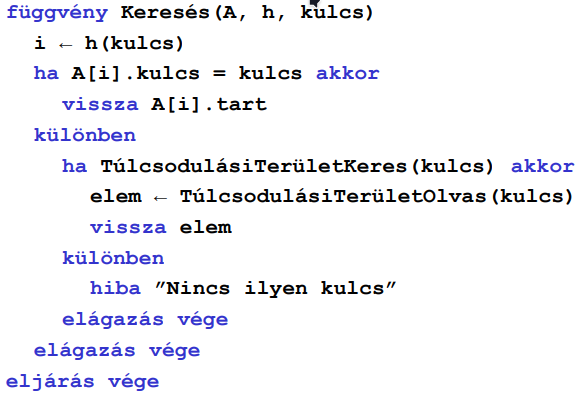 függvény Keresés(A, h, kulcs)
i ← h(kulcs)
ha A[i].kulcs = kulcs akkor
vissza A[i].tart
különben
ha TúlcsodulásiTerületKeres(kulcs) akkor
elem ← TúlcsodulásiTerületOlvas(kulcs)
vissza elem
különben
hiba ”Nincs ilyen kulcs”
elágazás vége
elágazás vége
eljárás vége